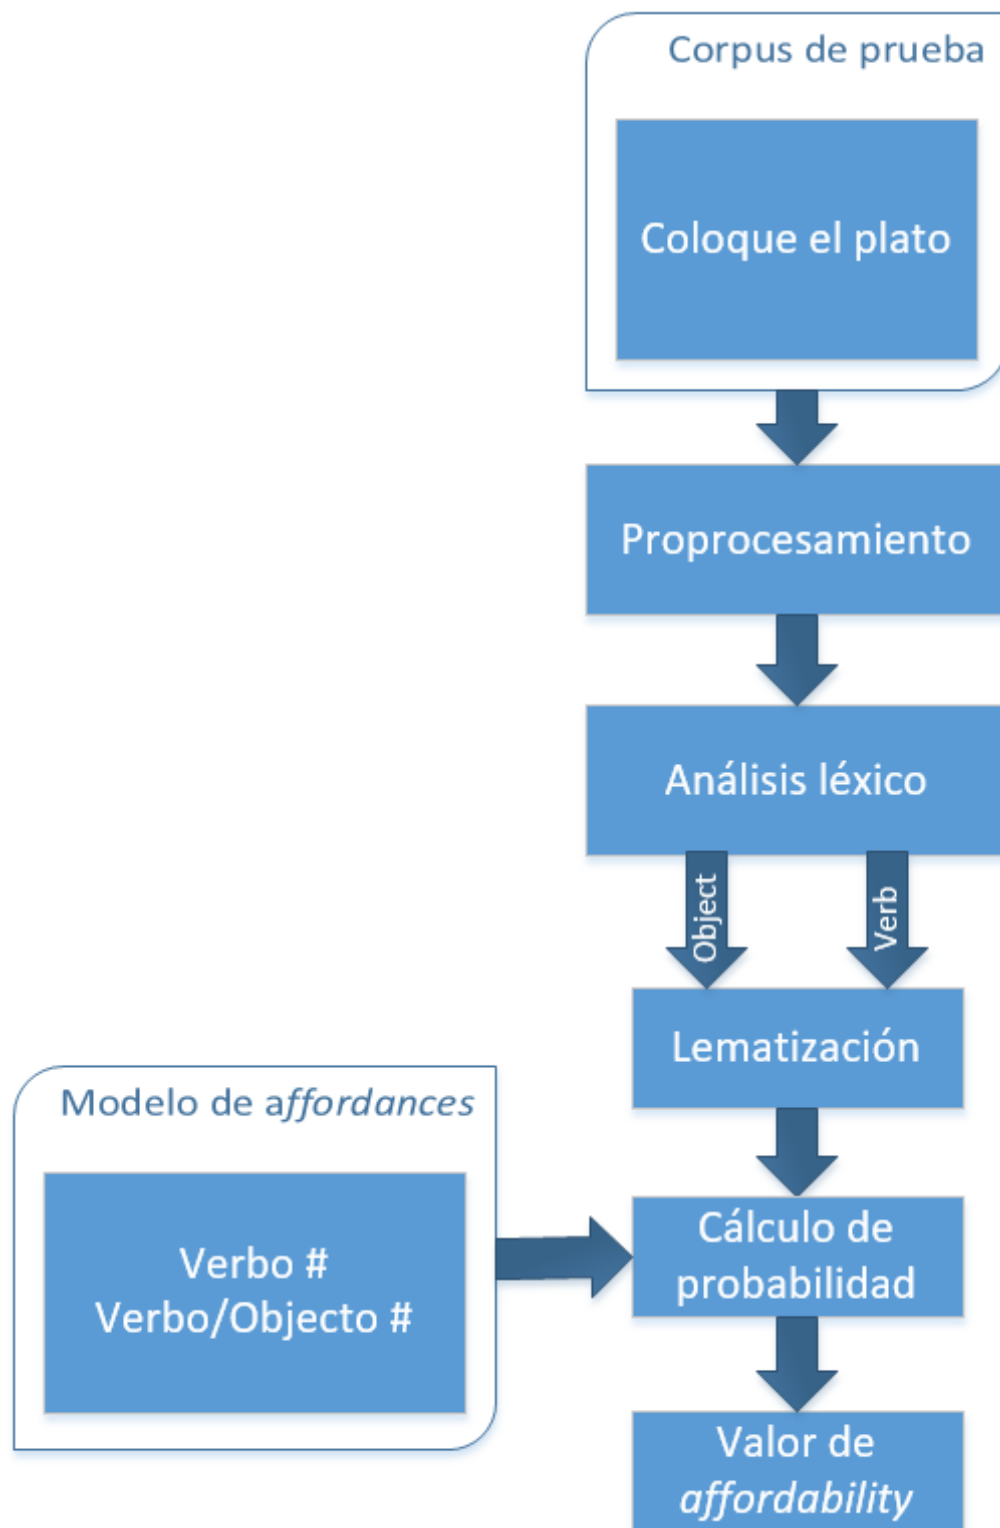 Corpus de prueba
Coloque el plato
Proprocesamiento
Análisis léxico
Object
Verb
Lematización
Modelo de affordances
Verbo #
Verbo/Objecto #
Cálculo de
probabilidad
Valor de
affordability